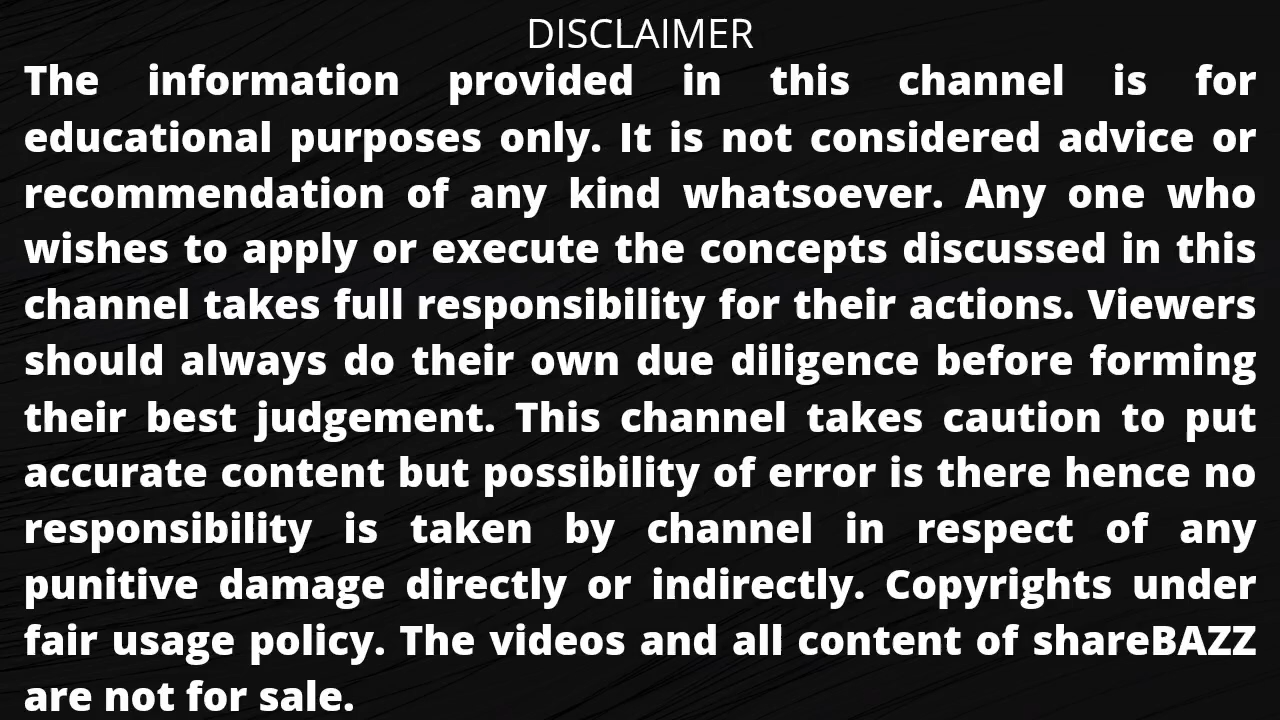 DISCLAIMER
The information provided in this channel is for
educational purposes only. It is not considered advice or
recommendation of any kind whatsoever. Any one who
wishes to apply or execute the concepts discussed in this
channel takes full responsibility for their actions. Viewers
should always do their own due diligence before forming
their best judgement. This channel takes caution to put
accurate content but possibility of error is there hence no
responsibility is taken by channel in respect of any
punitive damage directly or indirectly. Copyrights under
fair usage policy. The videos and all content of shareBAZZ
are not for sale.